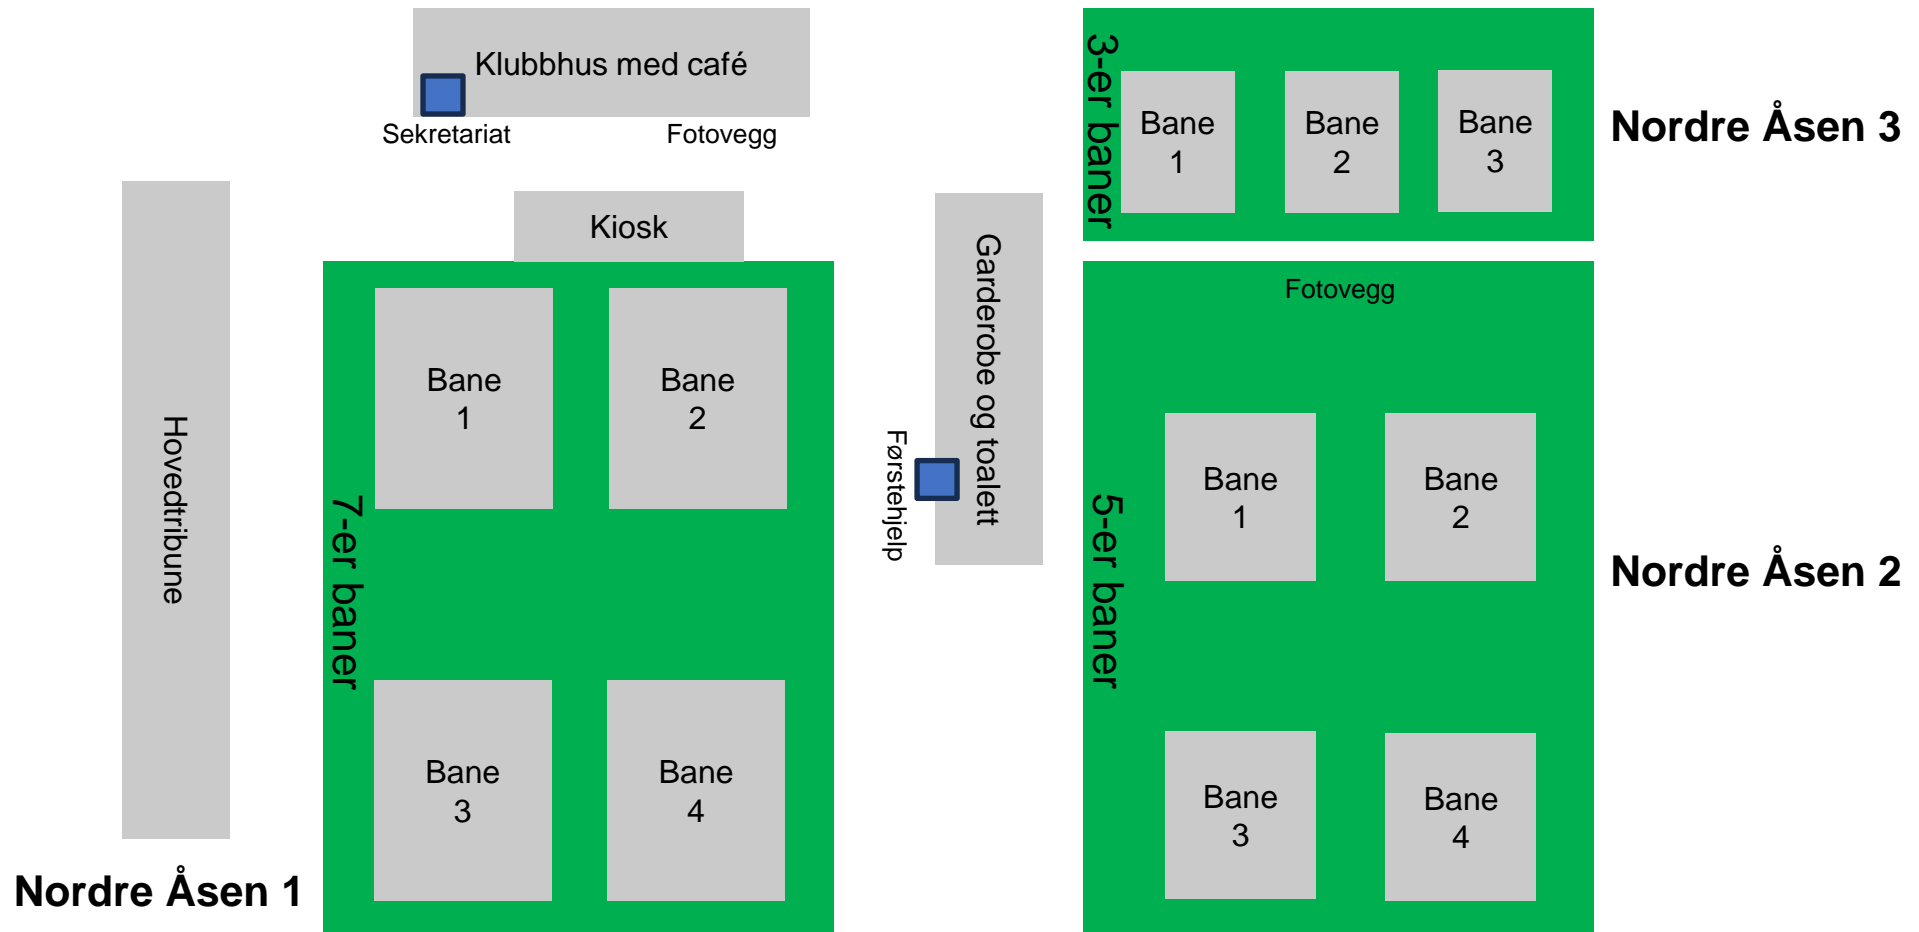 Klubbhus med café
Sekretariat
Fotovegg
Kiosk
Hovedtribune
7-er baner
Bane
1
Bane
2
Bane
3
Bane
4
Nordre Åsen 1
Garderobe og toalett
Førstehjelp
3-er baner
Bane
1
Bane
2
Bane
3
Nordre Åsen 3
Fotovegg
5-er baner
Bane
1
Bane
2
Bane
3
Bane
4
Nordre Åsen 2